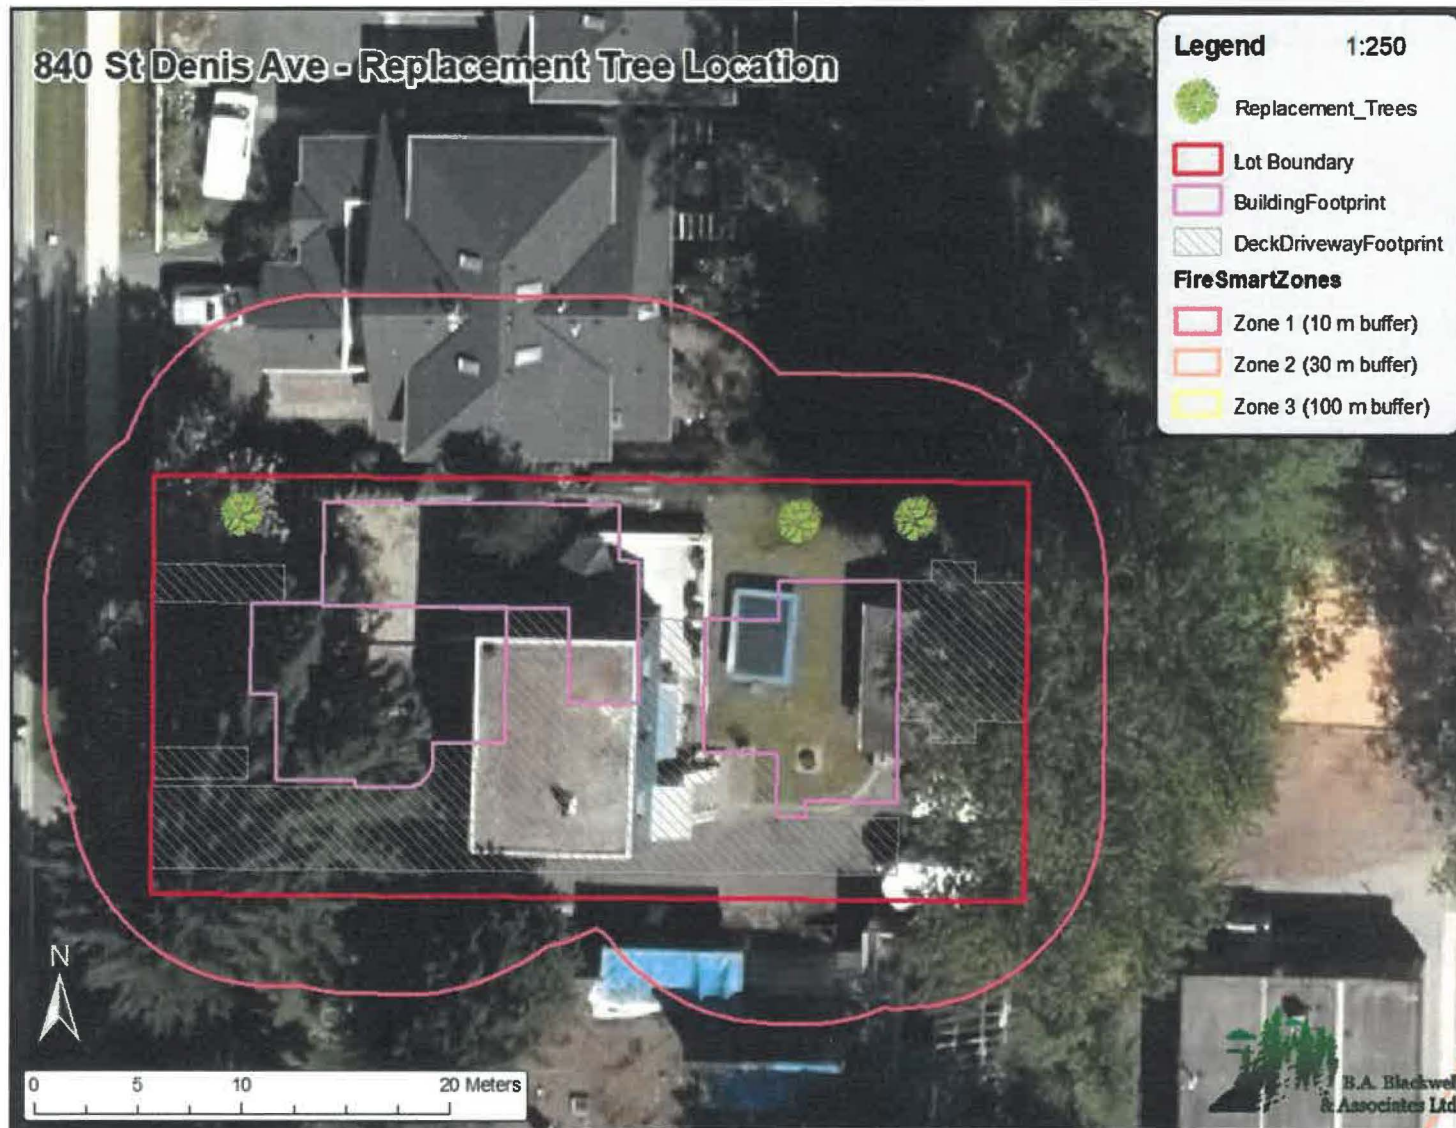 840 St Denis Ave - Replacement Tree Location
Legend 1:250
Replacement_Trees
Lot Boundary
BuildingFootprint
DeckDrivewayFootprint
FireSmartZones
Zone 1 (10 m buffer)
Zone 2 (30 m buffer)
Zone 3 (100 m buffer)
N
0 5 10 20 Meters
B.A. Blackwel
& Associates Ltd